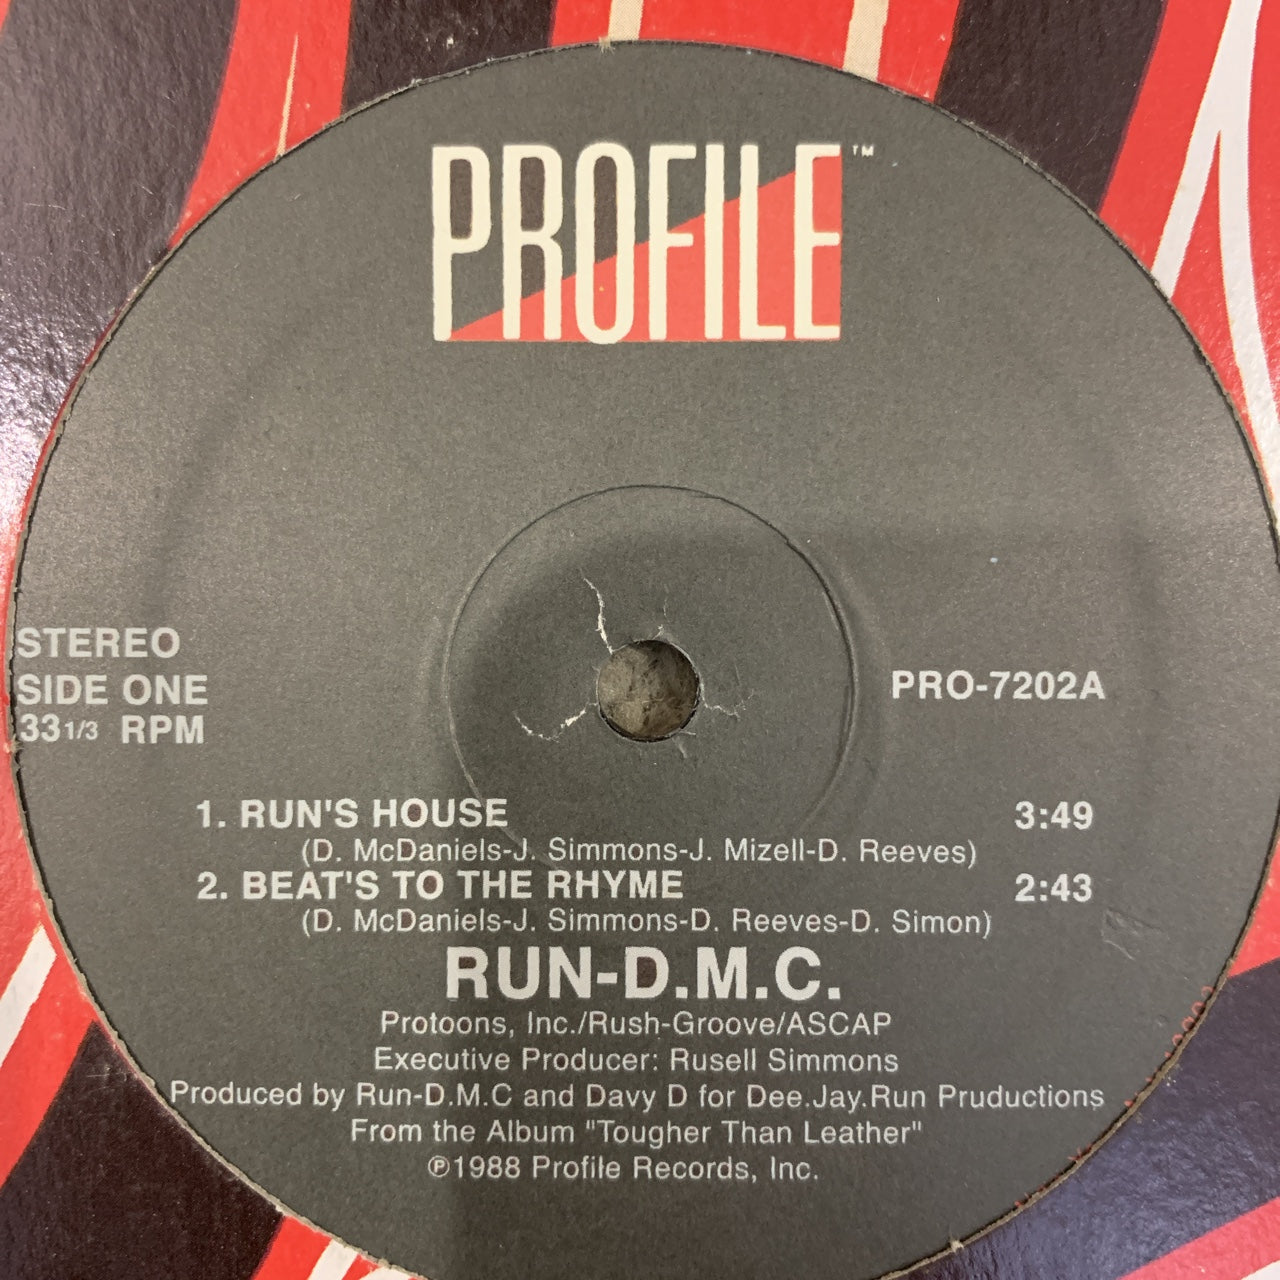 PROFILE™
STEREO
SIDE ONE
33 1/3 RPM
PRO-7202A
1. RUN'S HOUSE 3:49
(D. McDaniels-J. Simmons-J. Mizell-D. Reeves)
2. BEAT'S TO THE RHYME 2:43
(D. McDaniels-J. Simmons-D. Reeves-D. Simon)
RUN-D.M.C.
Protoons, Inc./Rush-Groove/ASCAP
Executive Producer: Rusell Simmons
Produced by Run-D.M.C and Davy D for Dee.Jay.Run Pruductions
From the Album "Tougher Than Leather"
℗1988 Profile Records, Inc.